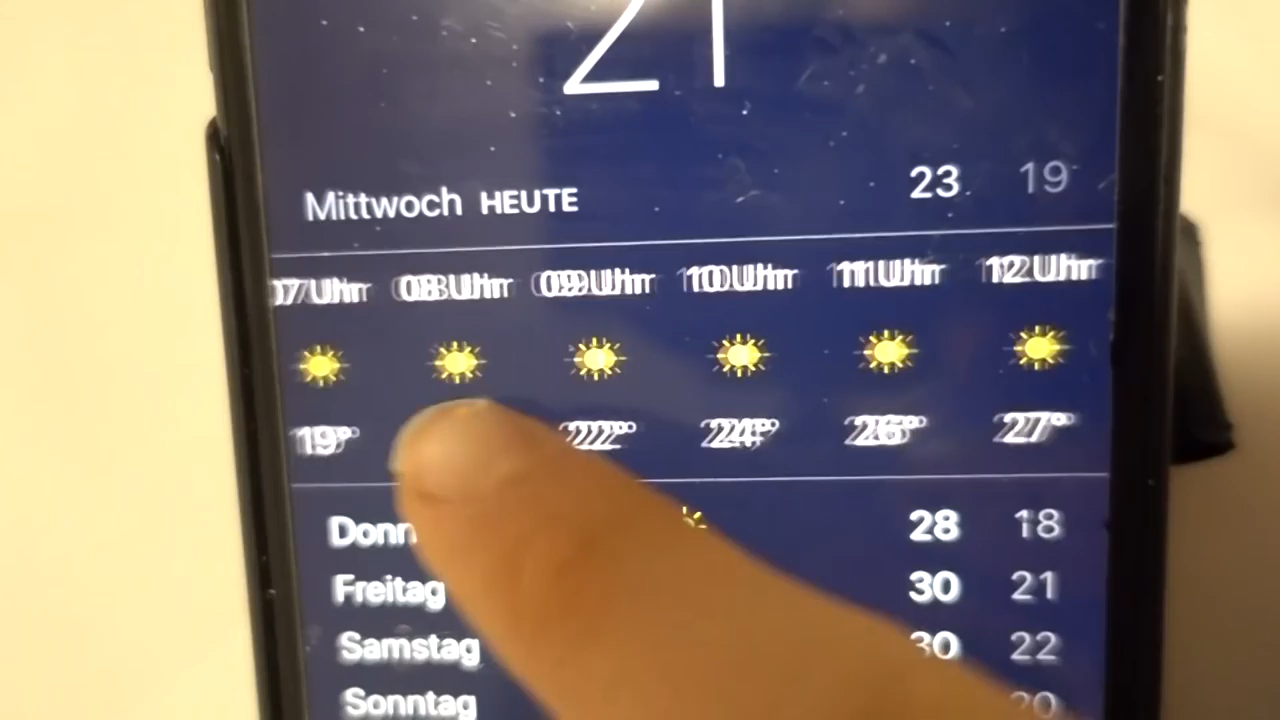 21
Mittwoch HEUTE 23 19
07 Uhr 08 Uhr 09 Uhr 10 Uhr 11 Uhr 12 Uhr
19° 22° 24° 26° 27°
28 18
Freitag 30 21
Samstag 30 22
Sonntag 20